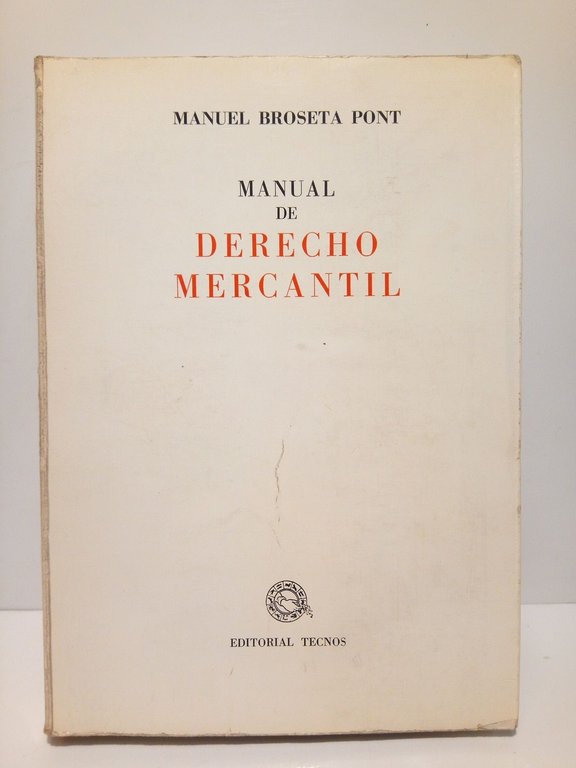 MANUEL BROSETA PONT
MANUAL
DE
DERECHO
MERCANTIL
EDITORIAL TECNOS